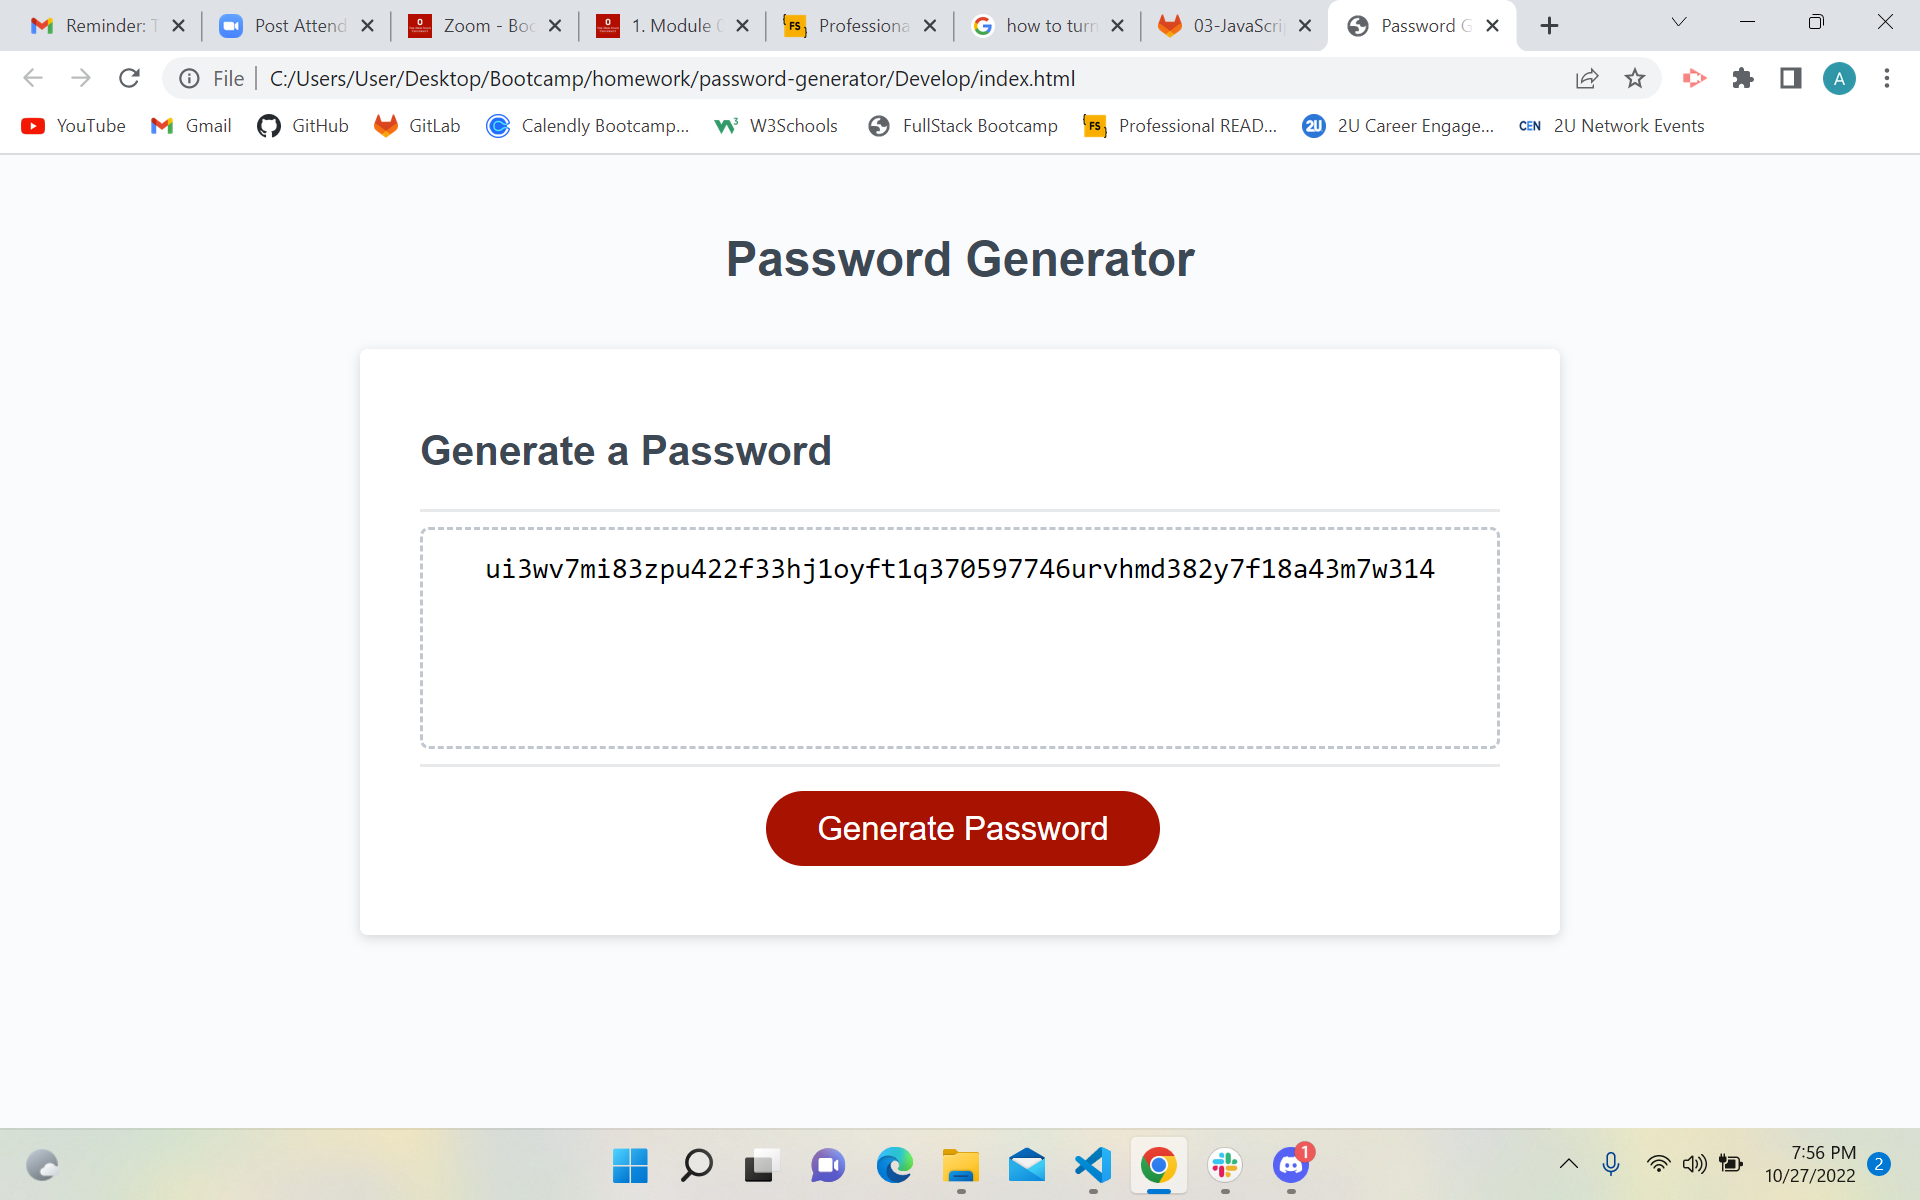 Reminder: T
Post Attend
Zoom - Boo
1. Module 0
Professiona
how to turn
03-JavaScri
Password G
File
C:/Users/User/Desktop/Bootcamp/homework/password-generator/Develop/index.html
A
YouTube
Gmail
GitHub
GitLab
Calendly Bootcamp...
W3Schools
FullStack Bootcamp
Professional READ...
2U Career Engage...
CEN
2U Network Events
Password Generator
Generate a Password
ui3wv7mi83zpu422f33hj1oyft1q370597746urvhmd382y7f18a43m7w314
Generate Password
1
7:56 PM
10/27/2022
2